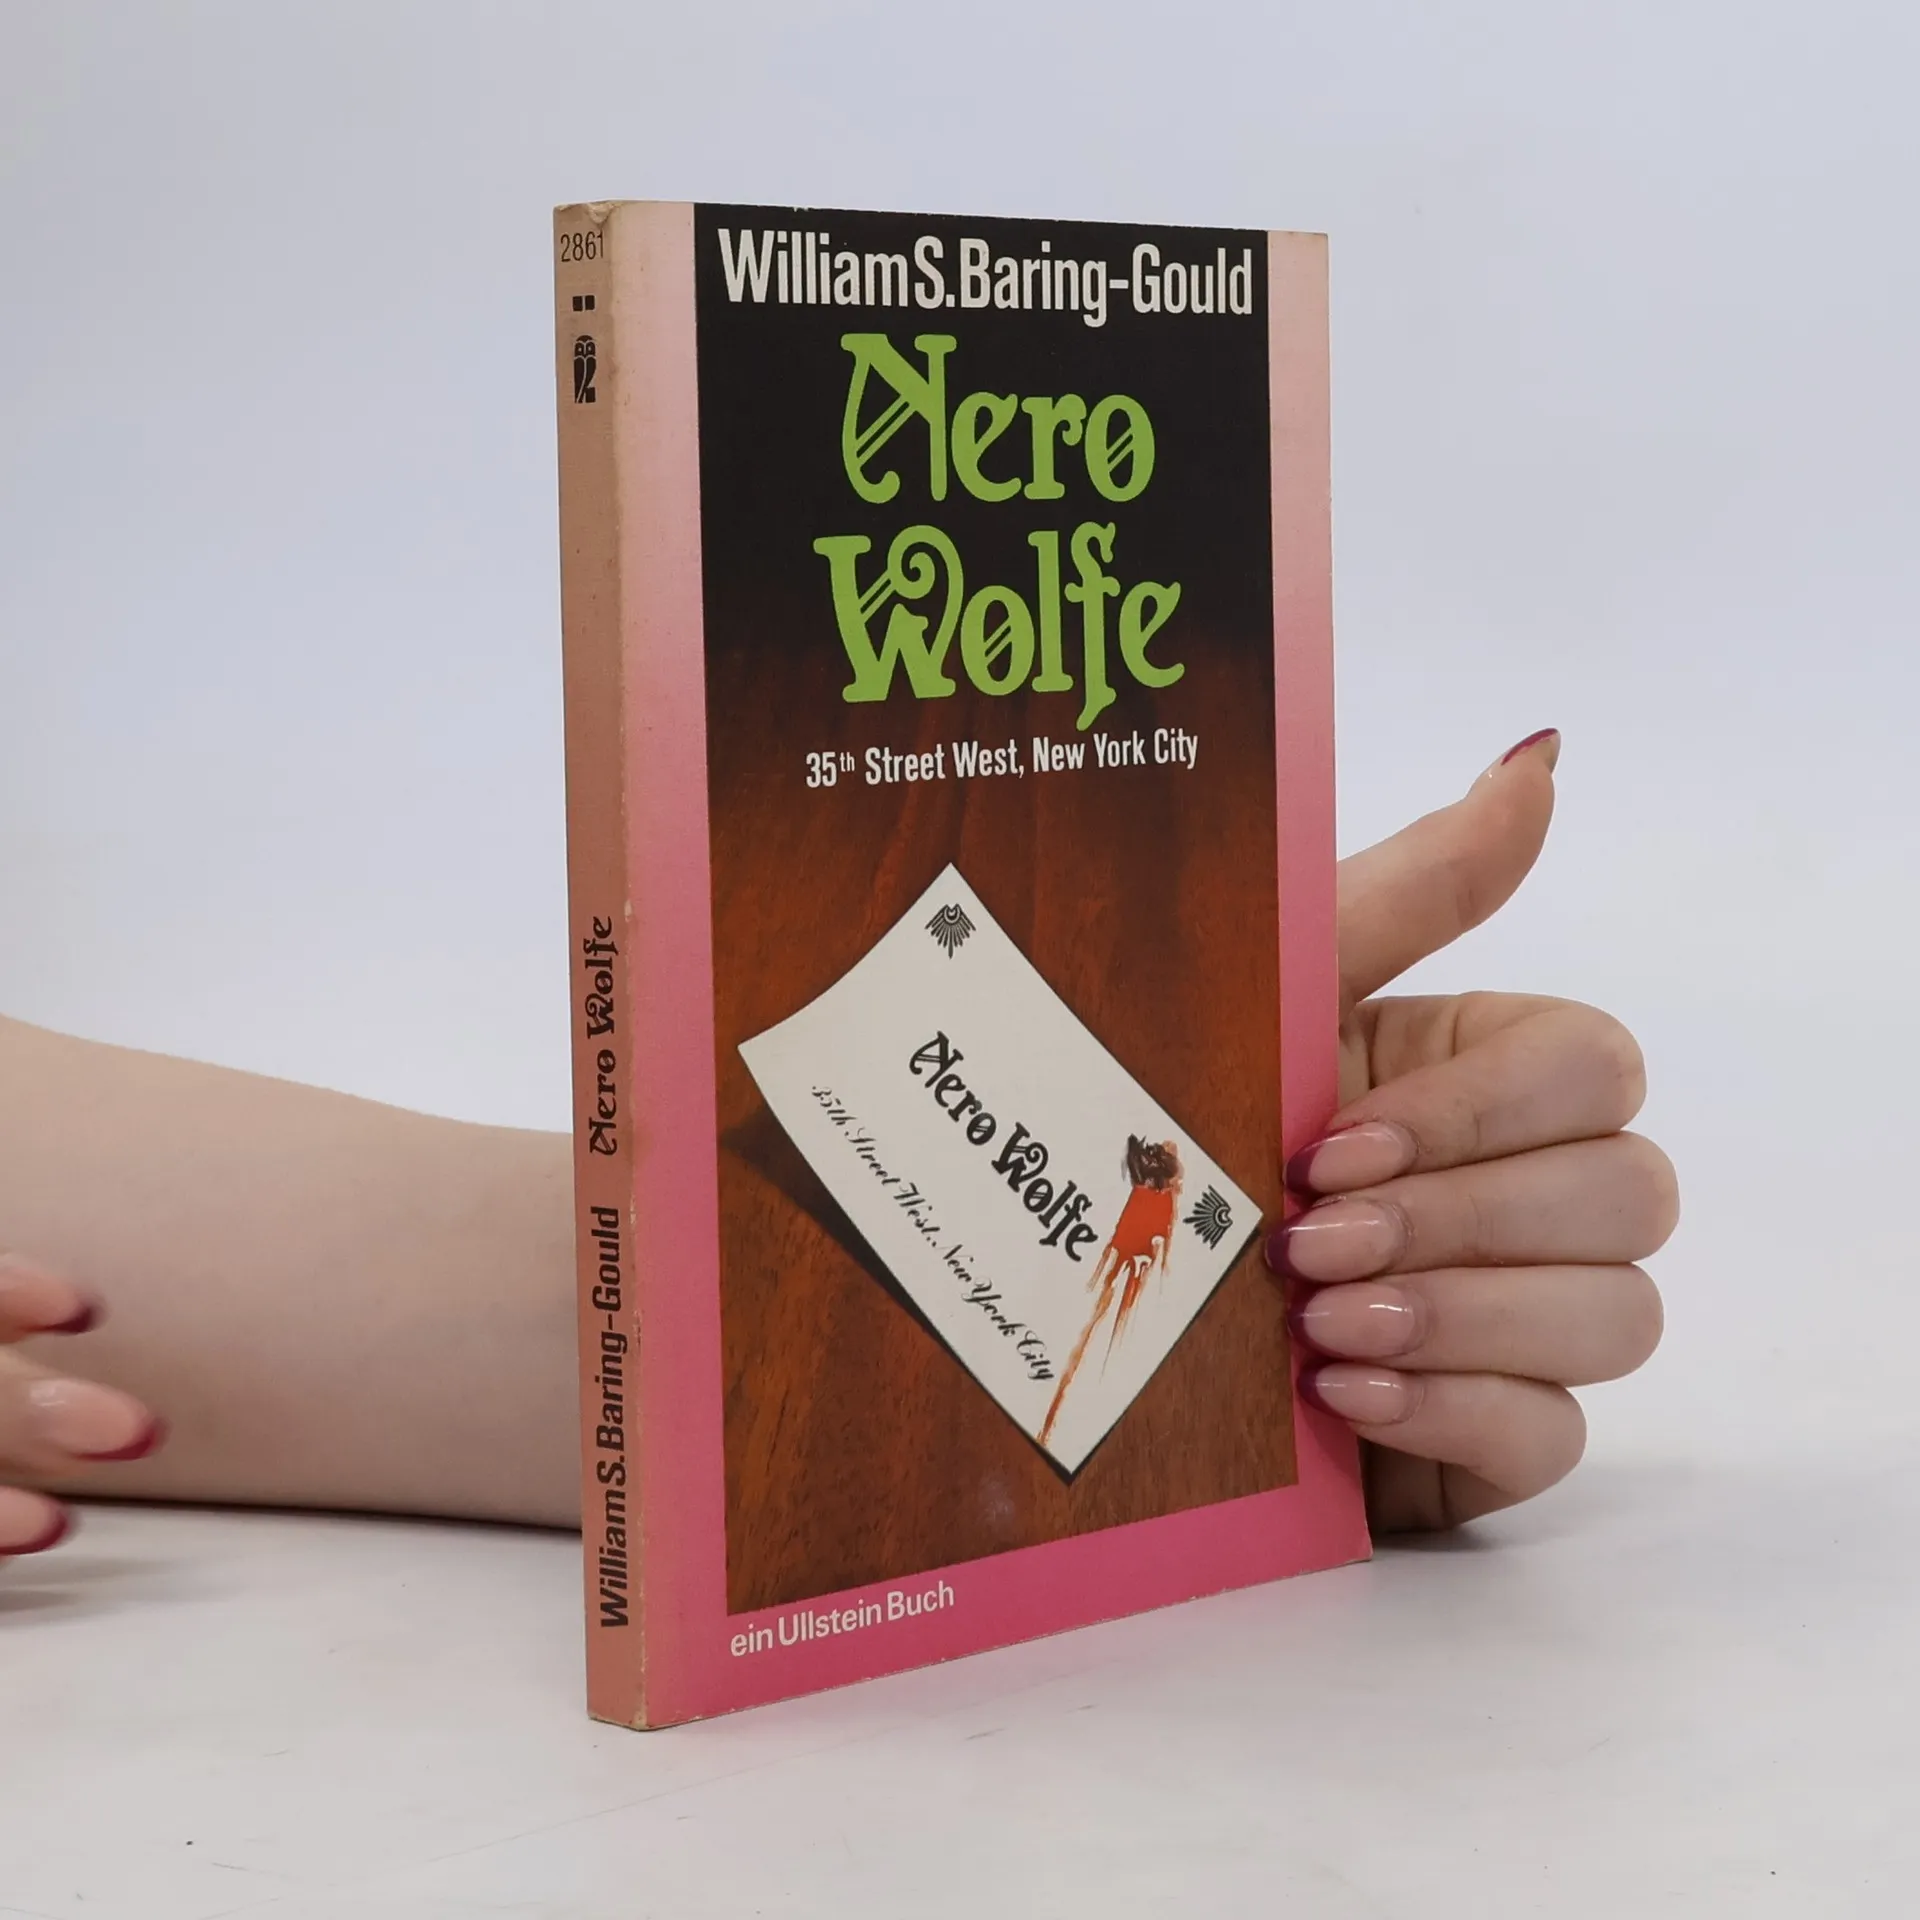 2861
William S. Baring-Gould
Nero Wolfe
William S. Baring-Gould
Nero
Wolfe
35th Street West, New York City
Nero Wolfe
35th Street West, New York City
ein Ullstein Buch